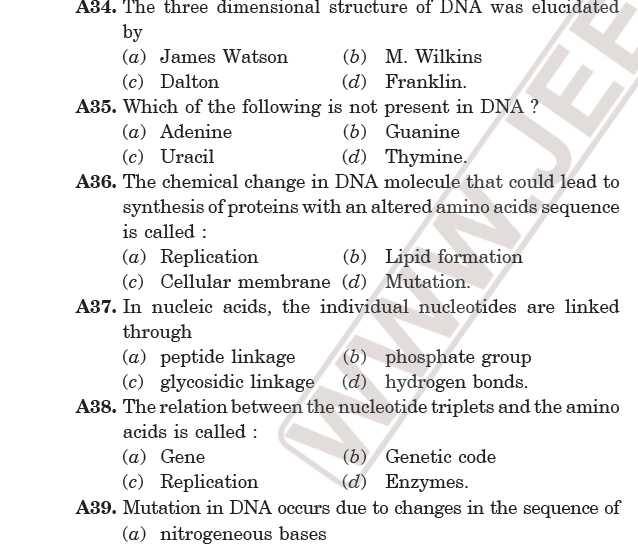 A34. The three dimensional structure of DNA was elucidated
by
(a) James Watson (b) M. Wilkins
(c) Dalton (d) Franklin.
A35. Which of the following is not present in DNA ?
(a) Adenine (b) Guanine
(c) Uracil (d) Thymine.
A36. The chemical change in DNA molecule that could lead to
synthesis of proteins with an altered amino acids sequence
is called :
(a) Replication (b) Lipid formation
(c) Cellular membrane (d) Mutation.
A37. In nucleic acids, the individual nucleotides are linked
through
(a) peptide linkage (b) phosphate group
(c) glycosidic linkage (d) hydrogen bonds.
A38. The relation between the nucleotide triplets and the amino
acids is called :
(a) Gene (b) Genetic code
(c) Replication (d) Enzymes.
A39. Mutation in DNA occurs due to changes in the sequence of
(a) nitrogeneous bases
WWW.JEE